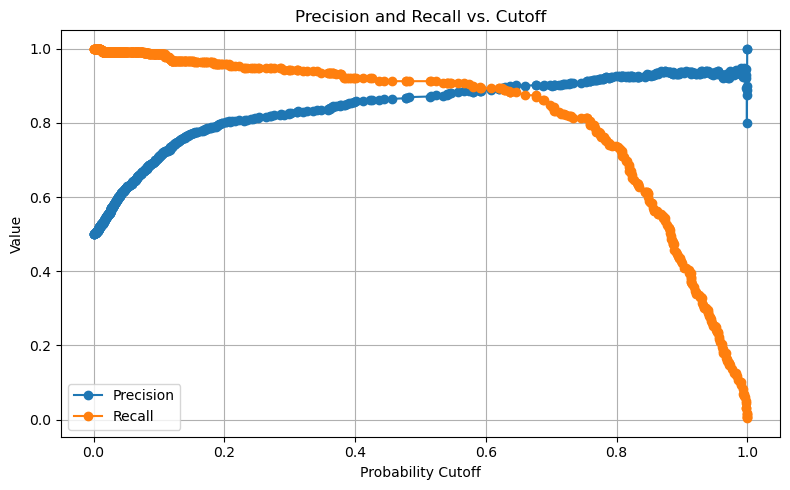 Precision and Recall vs. Cutoff
Value
1.0
0.8
0.6
0.4
0.2
0.0
Precision
Recall
0.0 0.2 0.4 0.6 0.8 1.0
Probability Cutoff